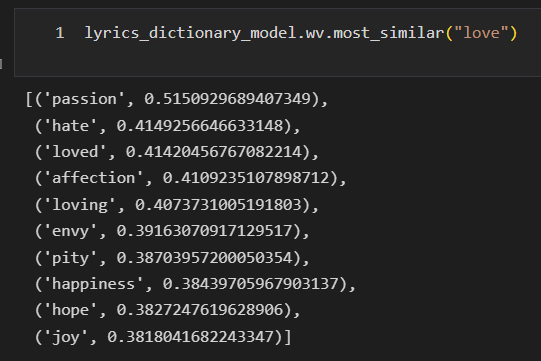 1 lyrics_dictionary_model.wv.most_similar("love")
[('passion', 0.5150929689407349),
('hate', 0.4149256646633148),
('loved', 0.41420456767082214),
('affection', 0.4109235107898712),
('loving', 0.4073731005191803),
('envy', 0.39163070917129517),
('pity', 0.38703957200050354),
('happiness', 0.38439705967903137),
('hope', 0.3827247619628906),
('joy', 0.3818041682243347)]